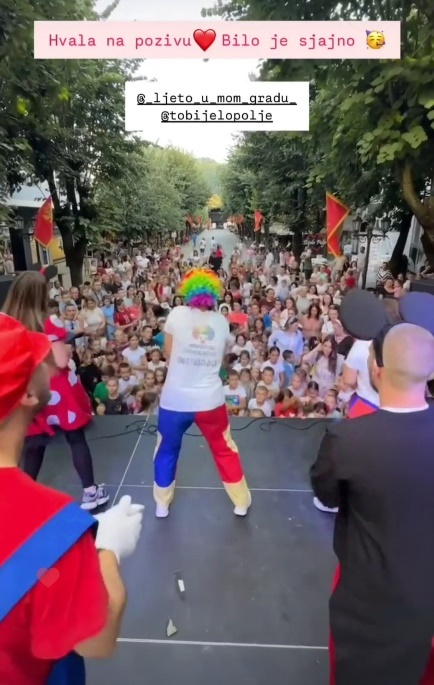 Hvala na pozivu❤️Bilo je sjajno 🥳
@_ljeto_u_mom_gradu_
@tobijelopolje